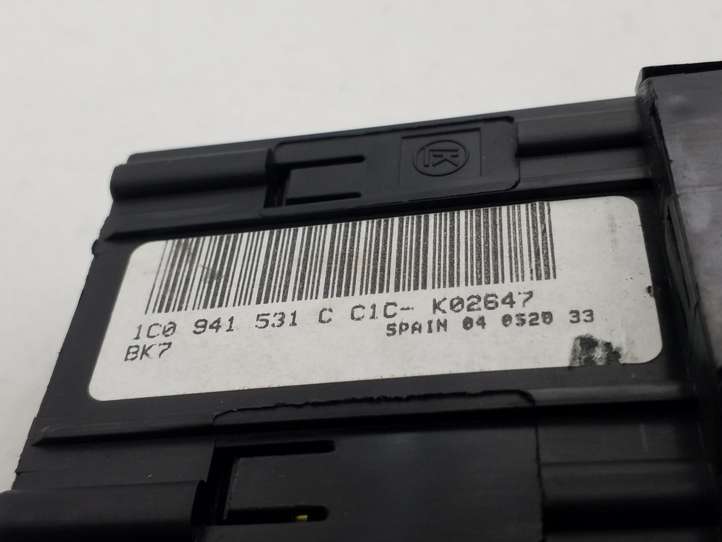 1C0 941 531 C C1C- K02647
SPAIN 04 0520 33
BK7